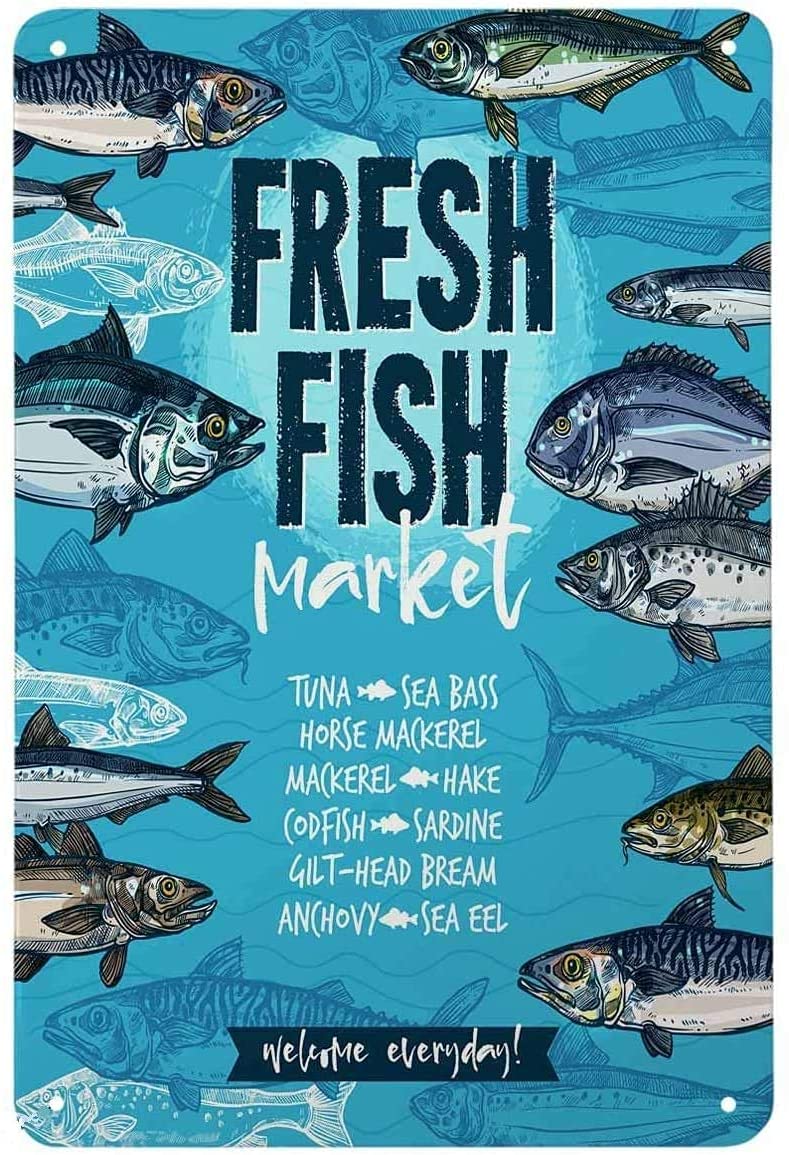 FRESH
FISH
market
TUNA SEA BASS
HORSE MACKEREL
MACKEREL HAKE
CODFISH SARDINE
GILT-HEAD BREAM
ANCHOVY SEA EEL
welcome everyday!